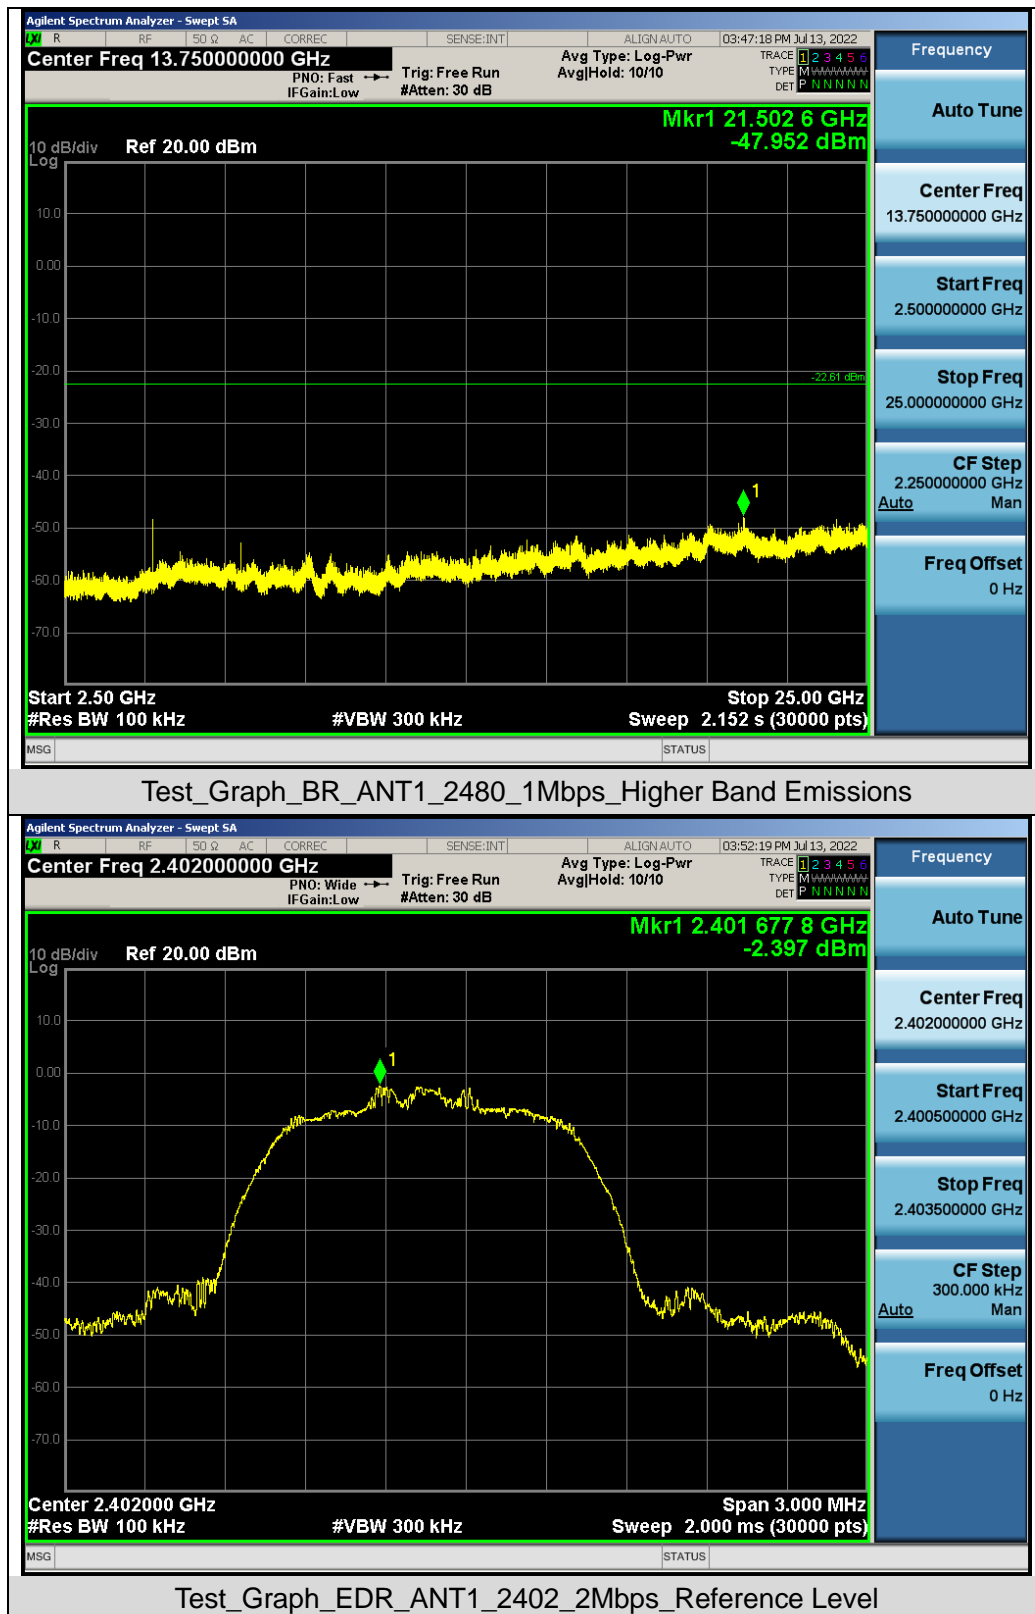 Agilent Spectrum Analyzer - Swept SA
LXI R RF 50 Ω AC CORREC SENSE:INT ALIGN AUTO 03:47:18 PM Jul 13, 2022
Center Freq 13.750000000 GHz
PNO: Fast
IFGain:Low
Trig: Free Run
#Atten: 30 dB
Avg Type: Log-Pwr
Avg|Hold: 10/10
TRACE 1 2 3 4 5 6
TYPE M
DET P N N N N N
Mkr1 21.502 6 GHz
-47.952 dBm
10 dB/div Ref 20.00 dBm
Log
10.0
0.00
-10.0
-20.0
-22.61 dBm
-30.0
-40.0
1
-50.0
-60.0
-70.0
Start 2.50 GHz Stop 25.00 GHz
#Res BW 100 kHz #VBW 300 kHz Sweep 2.152 s (30000 pts)
MSG STATUS
Frequency
Auto Tune
Center Freq
13.750000000 GHz
Start Freq
2.500000000 GHz
Stop Freq
25.000000000 GHz
CF Step
2.250000000 GHz
Auto Man
Freq Offset
0 Hz
Test_Graph_BR_ANT1_2480_1Mbps_Higher Band Emissions
Agilent Spectrum Analyzer - Swept SA
LXI R RF 50 Ω AC CORREC SENSE:INT ALIGN AUTO 03:52:19 PM Jul 13, 2022
Center Freq 2.402000000 GHz
PNO: Wide
IFGain:Low
Trig: Free Run
#Atten: 30 dB
Avg Type: Log-Pwr
Avg|Hold: 10/10
TRACE 1 2 3 4 5 6
TYPE M
DET P N N N N N
Mkr1 2.401 677 8 GHz
-2.397 dBm
10 dB/div Ref 20.00 dBm
Log
10.0
1
0.00
-10.0
-20.0
-30.0
-40.0
-50.0
-60.0
-70.0
Center 2.402000 GHz Span 3.000 MHz
#Res BW 100 kHz #VBW 300 kHz Sweep 2.000 ms (30000 pts)
MSG STATUS
Frequency
Auto Tune
Center Freq
2.402000000 GHz
Start Freq
2.400500000 GHz
Stop Freq
2.403500000 GHz
CF Step
300.000 kHz
Auto Man
Freq Offset
0 Hz
Test_Graph_EDR_ANT1_2402_2Mbps_Reference Level